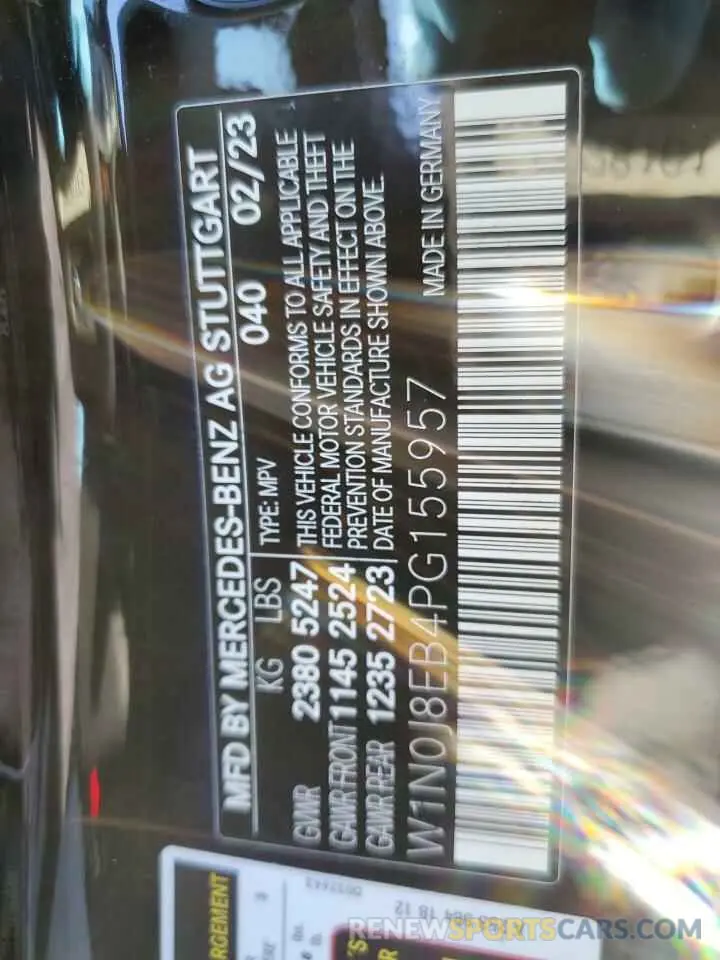 MFD BY MERCEDES-BENZ AG STUTTGART
040 02/23
KG LBS TYPE: MPV
GVWR 2380 5247
GAWR FRONT 1145 2524
GAWR REAR 1235 2723
THIS VEHICLE CONFORMS TO ALL APPLICABLE
FEDERAL MOTOR VEHICLE SAFETY AND THEFT
PREVENTION STANDARDS IN EFFECT ON THE
DATE OF MANUFACTURE SHOWN ABOVE.
MADE IN GERMANY
W1N0J8EB4PG155957
RGEMENT
RENEWSPORTSCARS.COM